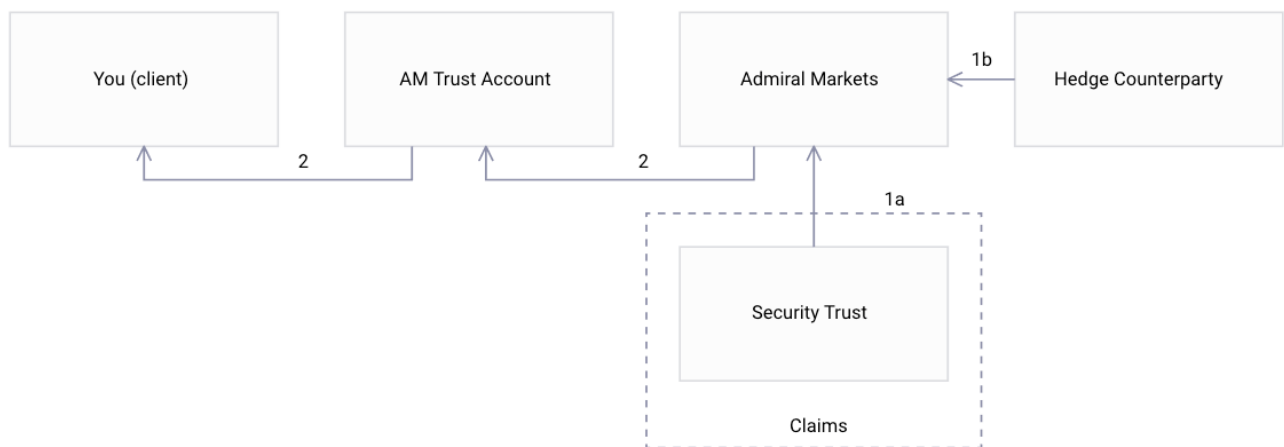 You (client)
AM Trust Account
Admiral Markets
1b
Hedge Counterparty
2
2
1a
Security Trust
Claims